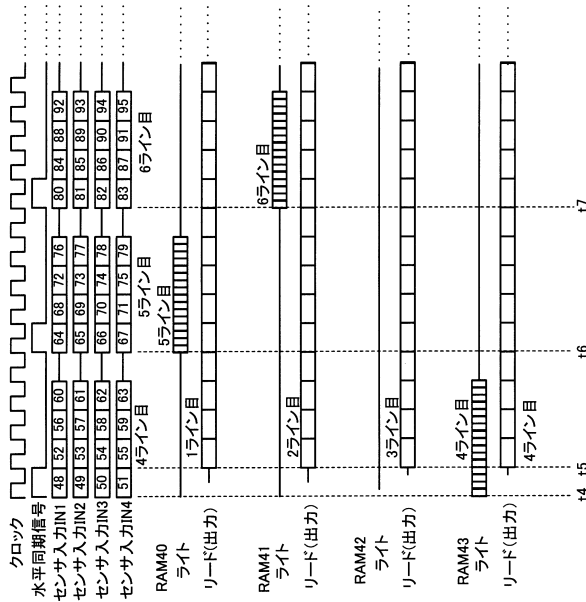 クロック
水平同期信号
センサ入力IN1 48 52 56 60 64 68 72 76 80 84 88 92
センサ入力IN2 49 53 57 61 65 69 73 77 81 85 89 93
センサ入力IN3 50 54 58 62 66 70 74 78 82 86 90 94
センサ入力IN4 51 55 59 63 67 71 75 79 83 87 91 95
4ライン目 5ライン目 6ライン目
RAM40
5ライン目
ライト
1ライン目
リード(出力)
RAM41
6ライン目
ライト
2ライン目
リード(出力)
RAM42
ライト
3ライン目
リード(出力)
RAM43
4ライン目
ライト
リード(出力)
4ライン目
t4 t5 t6 t7